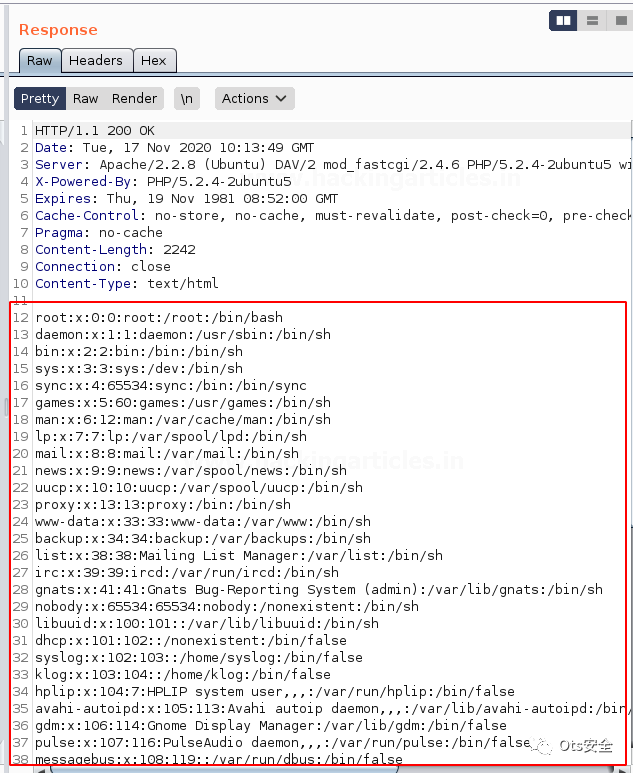 Response
Raw Headers Hex
Pretty Raw Render \n Actions
1 HTTP/1.1 200 OK
2 Date: Tue, 17 Nov 2020 10:13:49 GMT
3 Server: Apache/2.2.8 (Ubuntu) DAV/2 mod_fastcgi/2.4.6 PHP/5.2.4-2ubuntu5 wi
4 X-Powered-By: PHP/5.2.4-2ubuntu5
5 Expires: Thu, 19 Nov 1981 08:52:00 GMT
6 Cache-Control: no-store, no-cache, must-revalidate, post-check=0, pre-check
7 Pragma: no-cache
8 Content-Length: 2242
9 Connection: close
10 Content-Type: text/html
11
12 root:x:0:0:root:/root:/bin/bash
13 daemon:x:1:1:daemon:/usr/sbin:/bin/sh
14 bin:x:2:2:bin:/bin:/bin/sh
15 sys:x:3:3:sys:/dev:/bin/sh
16 sync:x:4:65534:sync:/bin:/bin/sync
17 games:x:5:60:games:/usr/games:/bin/sh
18 man:x:6:12:man:/var/cache/man:/bin/sh
19 lp:x:7:7:lp:/var/spool/lpd:/bin/sh
20 mail:x:8:8:mail:/var/mail:/bin/sh
21 news:x:9:9:news:/var/spool/news:/bin/sh
22 uucp:x:10:10:uucp:/var/spool/uucp:/bin/sh
23 proxy:x:13:13:proxy:/bin:/bin/sh
24 www-data:x:33:33:www-data:/var/www:/bin/sh
25 backup:x:34:34:backup:/var/backups:/bin/sh
26 list:x:38:38:Mailing List Manager:/var/list:/bin/sh
27 irc:x:39:39:ircd:/var/run/ircd:/bin/sh
28 gnats:x:41:41:Gnats Bug-Reporting System (admin):/var/lib/gnats:/bin/sh
29 nobody:x:65534:65534:nobody:/nonexistent:/bin/sh
30 libuuid:x:100:101::/var/lib/libuuid:/bin/sh
31 dhcp:x:101:102::/nonexistent:/bin/false
32 syslog:x:102:103::/home/syslog:/bin/false
33 klog:x:103:104::/home/klog:/bin/false
34 hplip:x:104:7:HPLIP system user,,,:/var/run/hplip:/bin/false
35 avahi-autoipd:x:105:113:Avahi autoip daemon,,,:/var/lib/avahi-autoipd:/bin/
36 gdm:x:106:114:Gnome Display Manager:/var/lib/gdm:/bin/false
37 pulse:x:107:116:PulseAudio daemon,,,:/var/run/pulse:/bin/false
Ots安全
38 messagebus:x:108:119::/var/run/dbus:/bin/false